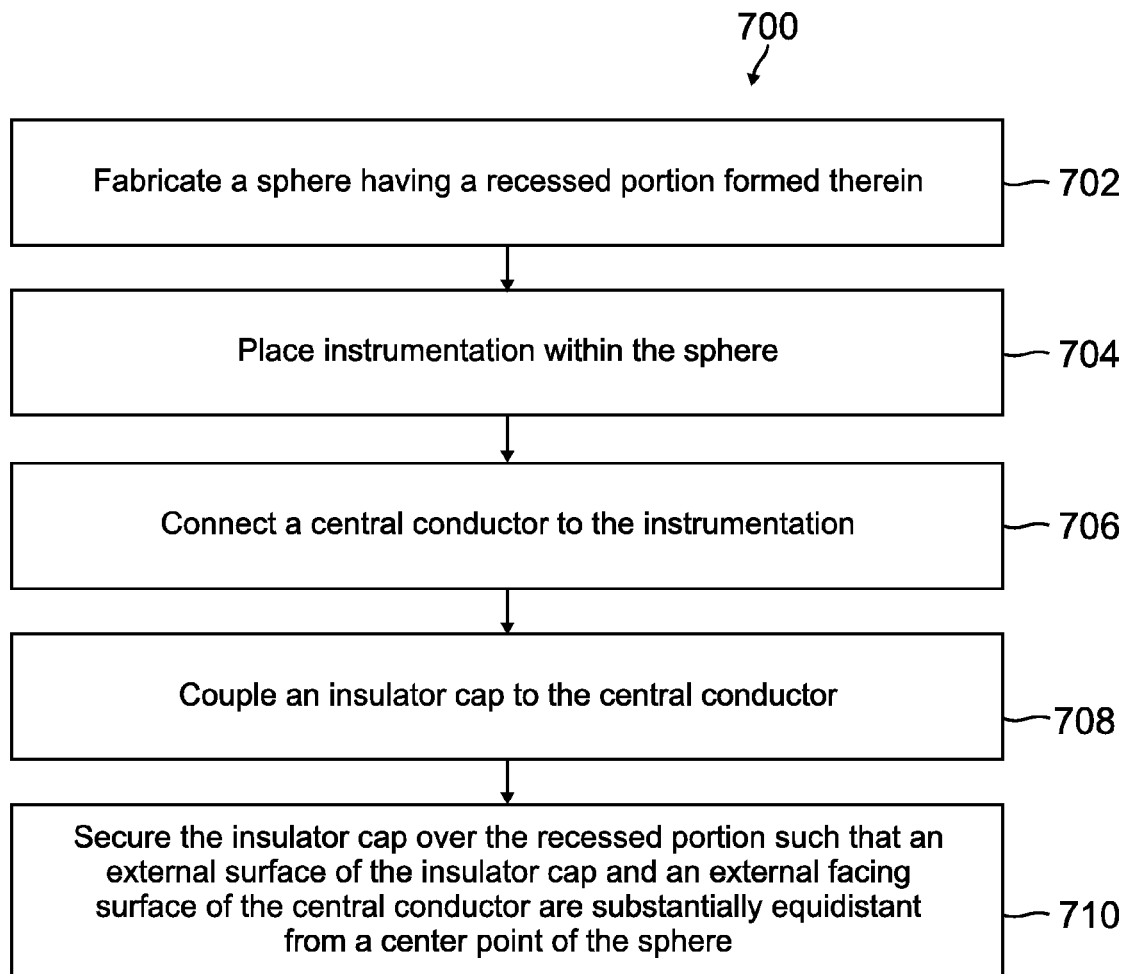 700
Fabricate a sphere having a recessed portion formed therein
702
Place instrumentation within the sphere
704
Connect a central conductor to the instrumentation
706
Couple an insulator cap to the central conductor
708
Secure the insulator cap over the recessed portion such that an
external surface of the insulator cap and an external facing
surface of the central conductor are substantially equidistant
from a center point of the sphere
710